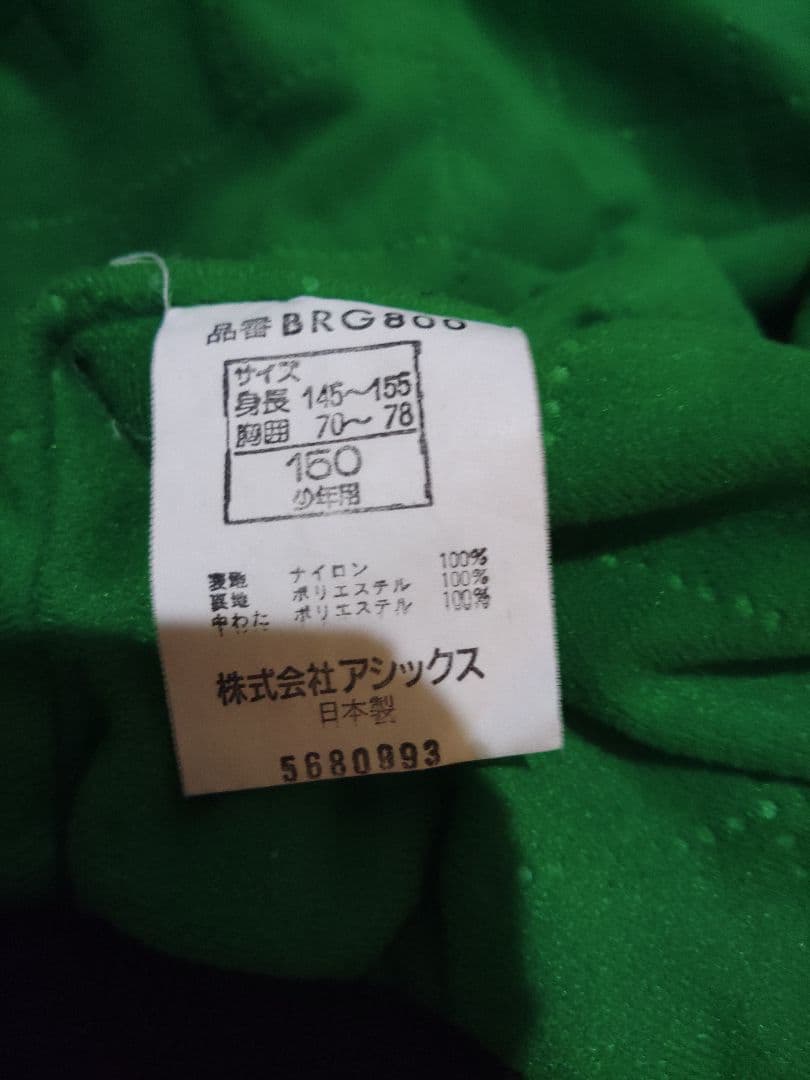 品番 BRG866
サイズ
身長 145～155
胸囲 70～ 78
150
少年用
表地 ナイロン 100%
裏地 ポリエステル 100%
中わた ポリエステル 100%
株式会社アシックス
日本製
5680993